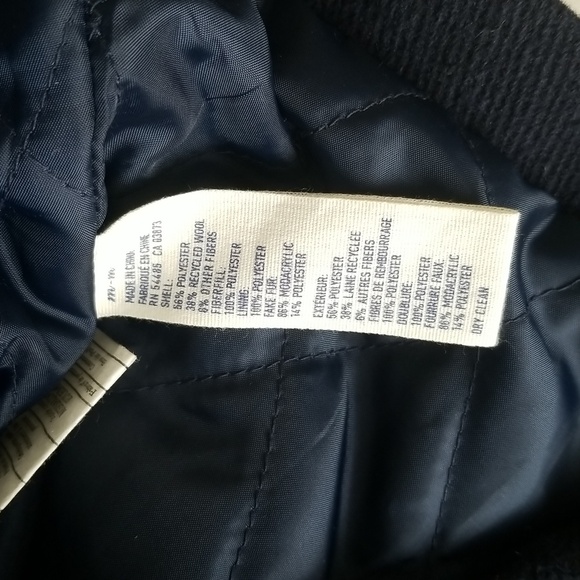 MADE IN CHINA
FABRIQUÉ EN CHINE
RN 54485 CA 03873
SHELL:
56% POLYESTER
38% RECYCLED WOOL
6% OTHER FIBERS
FIBERFILL:
100% POLYESTER
LINING:
100% POLYESTER
FAKE FUR:
86% MODACRYLIC
14% POLYESTER
EXTÉRIEUR:
56% POLYESTER
38% LAINE RECYCLÉE
6% AUTRES FIBERS
FIBRES DE REMBOURRAGE
100% POLYESTER
DOUBLURE:
100% POLYESTER
FOURRURE FAUX:
86% MODACRYLIC
14% POLYESTER
DRY CLEAN